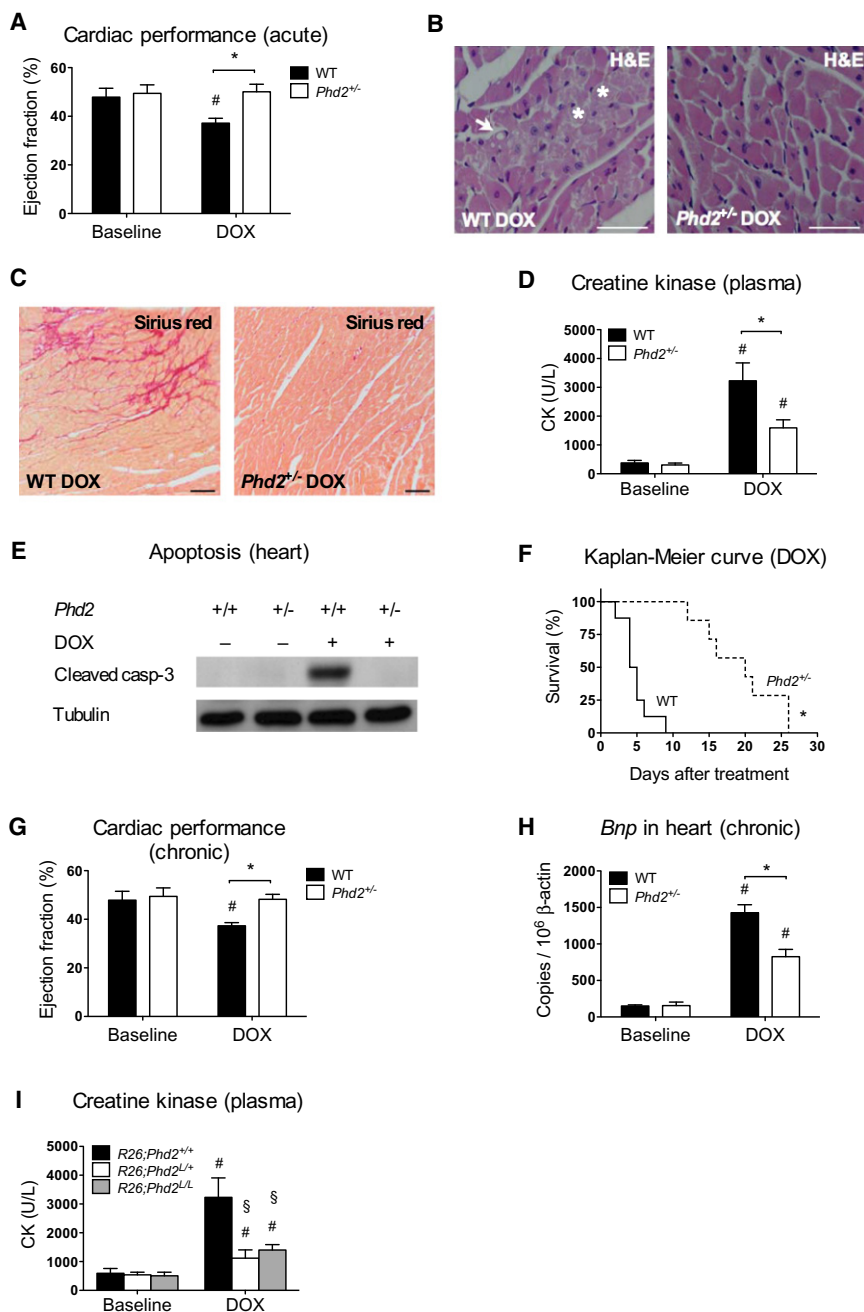 A
Cardiac performance (acute)
Ejection fraction (%)
60
40
20
0
*
#
WT
Phd2+/-
Baseline
DOX
B
H&E
*
*
WT DOX
H&E
Phd2+/- DOX
C
Sirius red
WT DOX
Sirius red
Phd2+/- DOX
D
Creatine kinase (plasma)
CK (U/L)
5000
4000
3000
2000
1000
0
WT
Phd2+/-
*
#
#
Baseline
DOX
E
Apoptosis (heart)
Phd2 +/+ +/- +/+ +/-
DOX – – + +
Cleaved casp-3
Tubulin
F
Kaplan-Meier curve (DOX)
Survival (%)
100
75
50
25
0
WT
Phd2+/-
*
0 5 10 15 20 25 30
Days after treatment
G
Cardiac performance
(chronic)
Ejection fraction (%)
60
40
20
0
*
#
WT
Phd2+/-
Baseline
DOX
H
Bnp in heart (chronic)
Copies / 10⁶ β-actin
2000
1500
1000
500
0
WT
Phd2+/-
*
#
#
Baseline
DOX
I
Creatine kinase (plasma)
CK (U/L)
5000
4000
3000
2000
1000
0
R26;Phd2+/+
R26;Phd2L/+
R26;Phd2L/L
#
§
#
§
#
Baseline
DOX